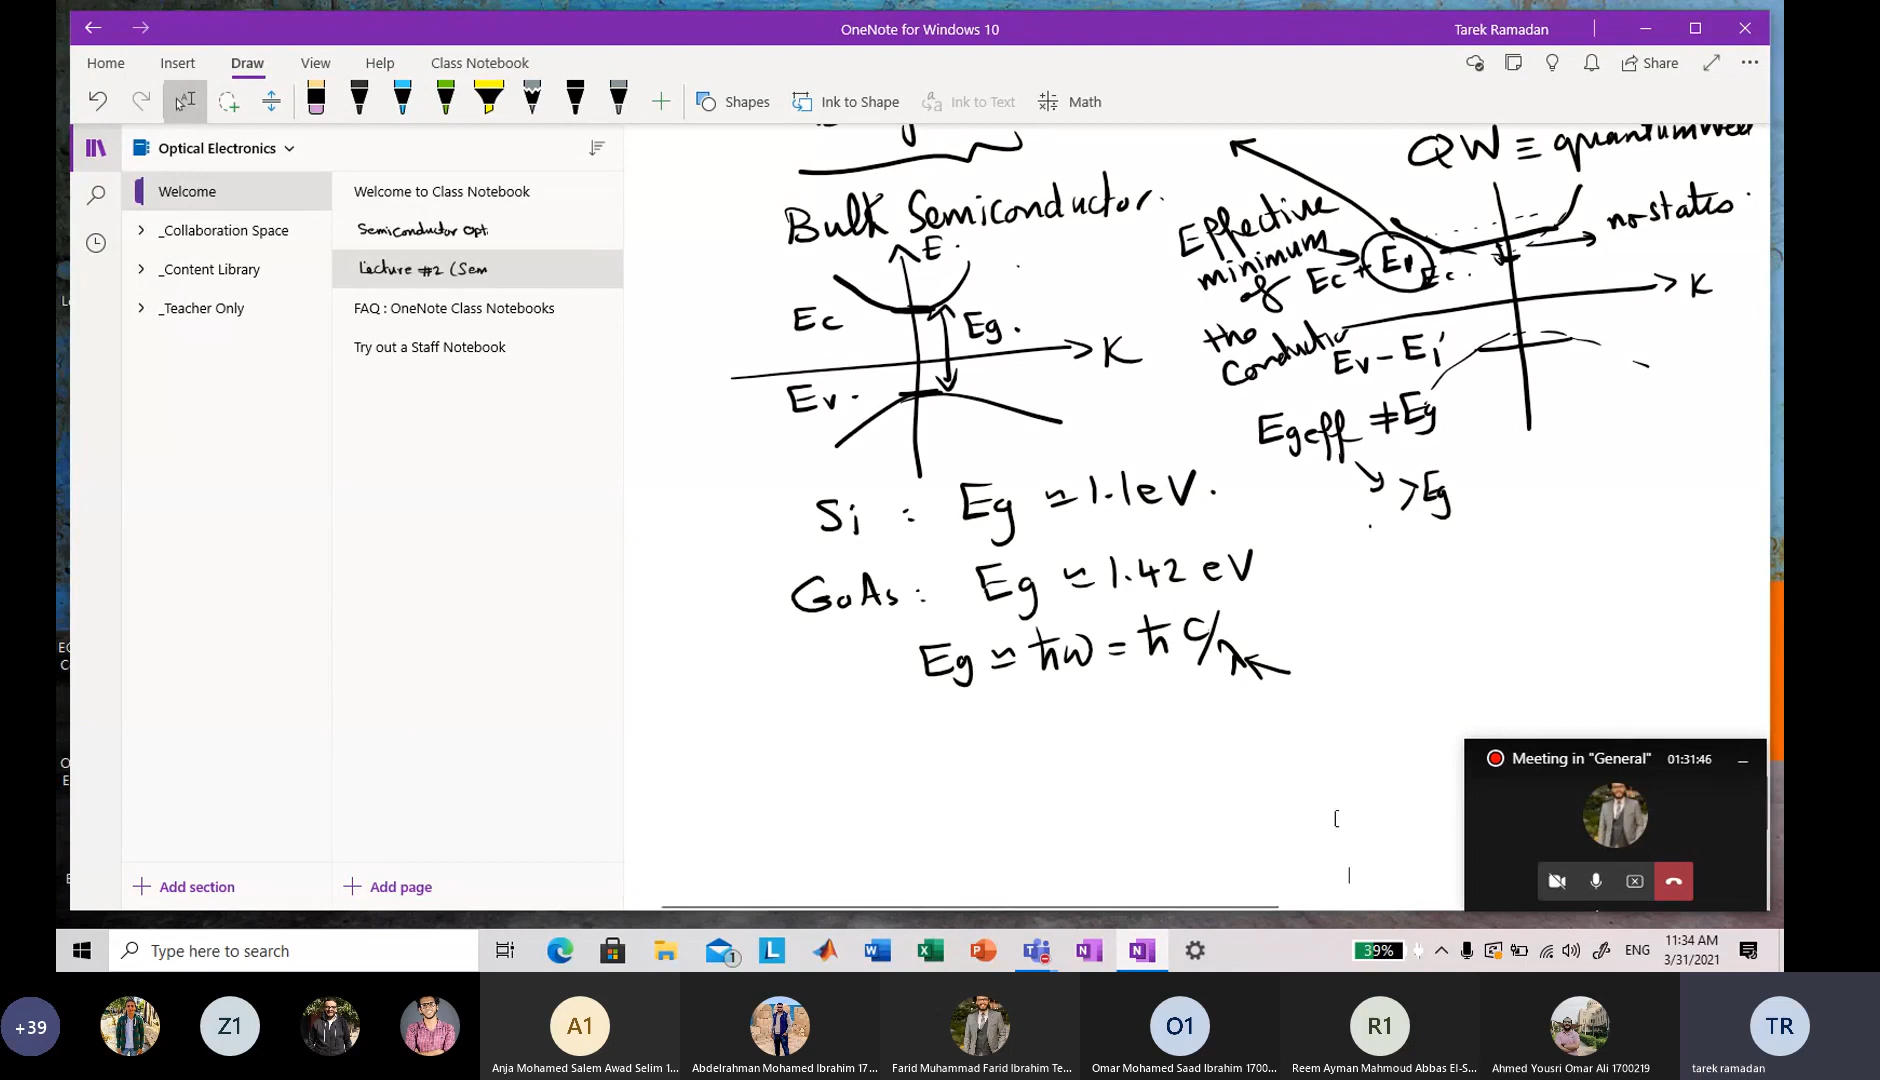 OneNote for Windows 10
Tarek Ramadan
Home
Insert
Draw
View
Help
Class Notebook
Share
Shapes
Ink to Shape
Ink to Text
Math
Optical Electronics
Welcome
_Collaboration Space
_Content Library
_Teacher Only
Welcome to Class Notebook
Semiconductor Opti
Lecture #2 (Sem
FAQ : OneNote Class Notebooks
Try out a Staff Notebook
Add section
Add page
Bulk Semiconductor.
E
Ec
Eg.
K
Ev.
Si : Eg ≃ 1.1eV.
GaAs: Eg ≃ 1.42 eV
Eg ≃ ħω = ħ C/λ
QW ≡ quantum well
Effective
minimum
of Ec + E1
the
Conduction
Ec.
no states.
K
Ev - Ei'
Egeff ≠ Eg
>Eg
Meeting in "General"
01:31:46
Type here to search
1
39%
ENG
11:34 AM
3/31/2021
+39
Z1
A1
O1
R1
TR
Anja Mohamed Salem Awad Selim 1...
Abdelrahman Mohamed Ibrahim 17...
Farid Muhammad Farid Ibrahim Te...
Omar Mohamed Saad Ibrahim 1700...
Reem Ayman Mahmoud Abbas El-S...
Ahmed Yousri Omar Ali 1700219
tarek ramadan